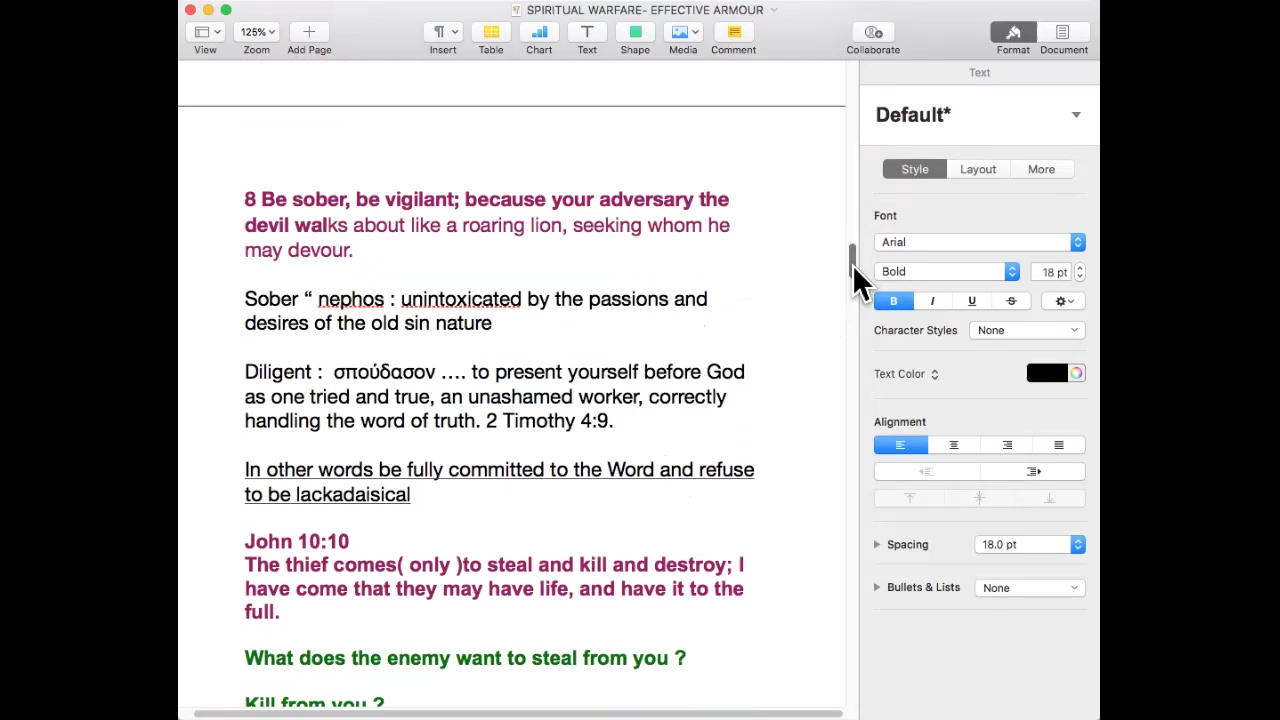 SPIRITUAL WARFARE- EFFECTIVE ARMOUR
125%
View Zoom Add Page Insert Table Chart Text Shape Media Comment Collaborate Format Document
Text
8 Be sober, be vigilant; because your adversary the
devil walks about like a roaring lion, seeking whom he
may devour.
Sober “ nephos : unintoxicated by the passions and
desires of the old sin nature
Diligent :  σπούδασον …. to present yourself before God
as one tried and true, an unashamed worker, correctly
handling the word of truth. 2 Timothy 4:9.
In other words be fully committed to the Word and refuse
to be lackadaisical
John 10:10
The thief comes( only )to steal and kill and destroy; I
have come that they may have life, and have it to the
full.
What does the enemy want to steal from you ?
Kill from you ?
Default*
Style Layout More
Font
Arial
Bold 18 pt
B I U S
Character Styles None
Text Color
Alignment
Spacing 18.0 pt
Bullets & Lists None